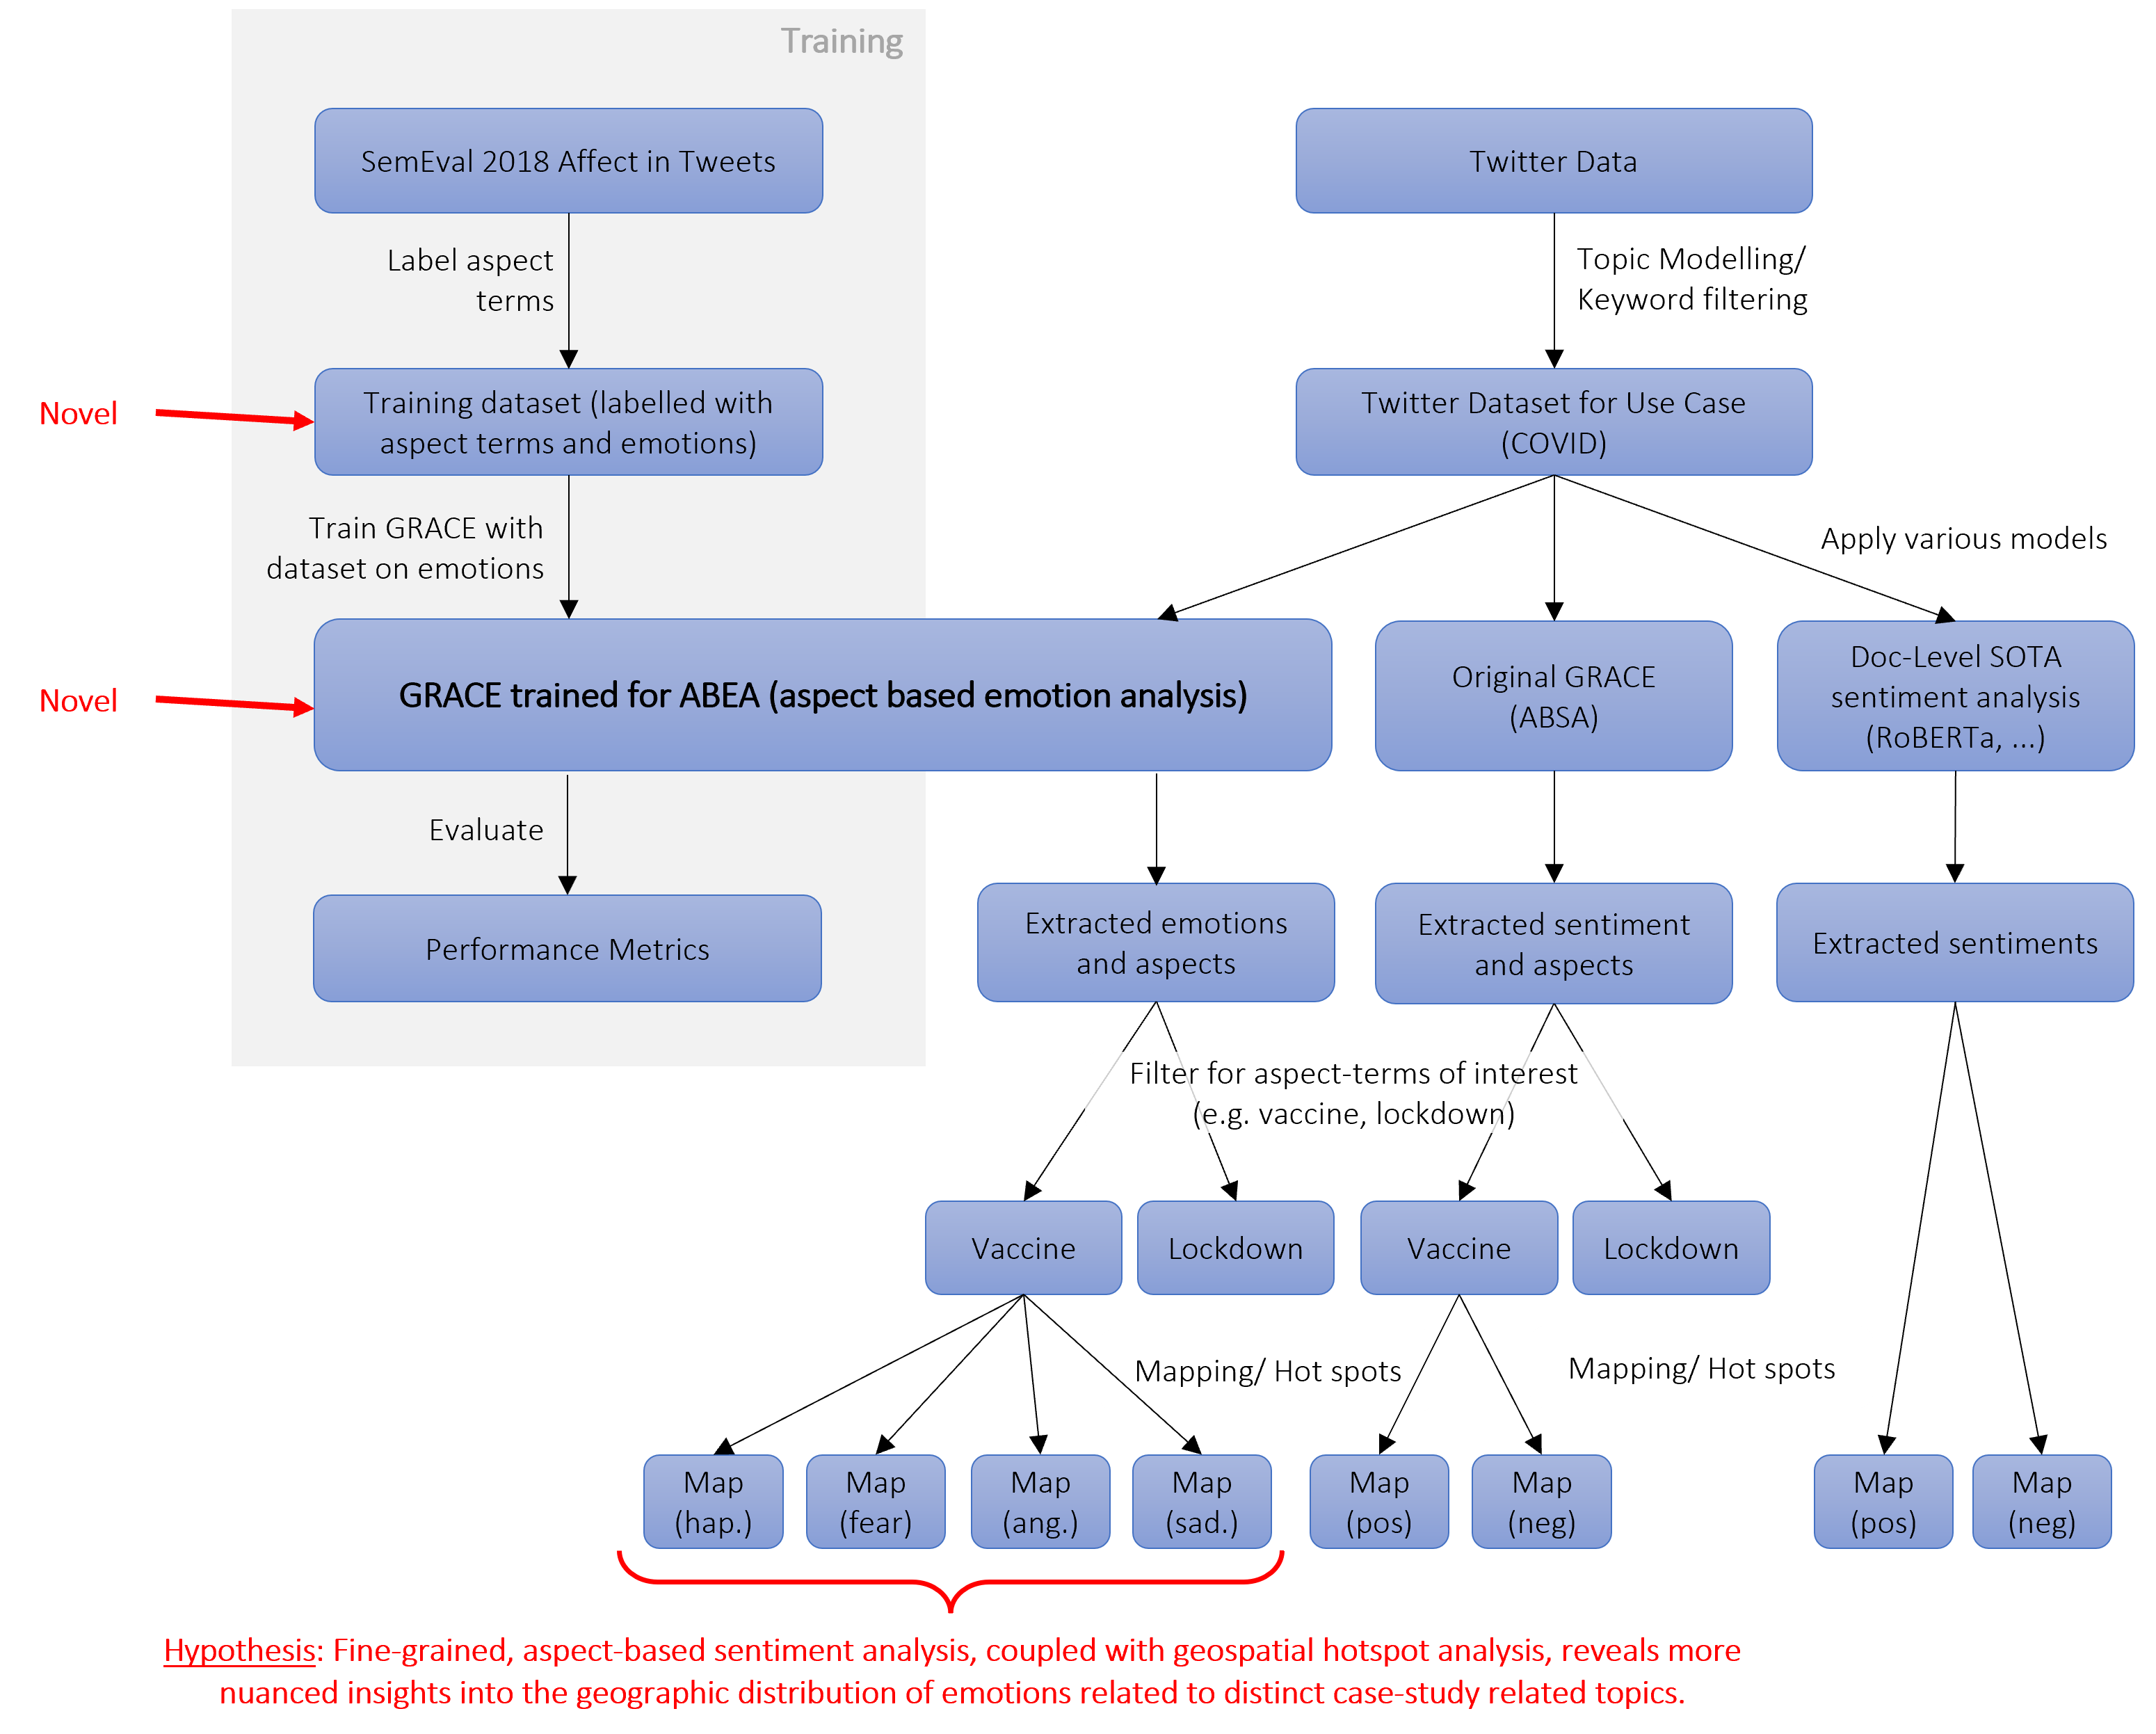 Training
SemEval 2018 Affect in Tweets
Twitter Data
Label aspect
terms
Topic Modelling/
Keyword filtering
Novel
Training dataset (labelled with
aspect terms and emotions)
Twitter Dataset for Use Case
(COVID)
Train GRACE with
dataset on emotions
Apply various models
Novel
GRACE trained for ABEA (aspect based emotion analysis)
Original GRACE
(ABSA)
Doc-Level SOTA
sentiment analysis
(RoBERTa, ...)
Evaluate
Performance Metrics
Extracted emotions
and aspects
Extracted sentiment
and aspects
Extracted sentiments
Filter for aspect-terms of interest
(e.g. vaccine, lockdown)
Vaccine
Lockdown
Vaccine
Lockdown
Mapping/ Hot spots
Mapping/ Hot spots
Map
(hap.)
Map
(fear)
Map
(ang.)
Map
(sad.)
Map
(pos)
Map
(neg)
Map
(pos)
Map
(neg)
Hypothesis: Fine-grained, aspect-based sentiment analysis, coupled with geospatial hotspot analysis, reveals more
nuanced insights into the geographic distribution of emotions related to distinct case-study related topics.